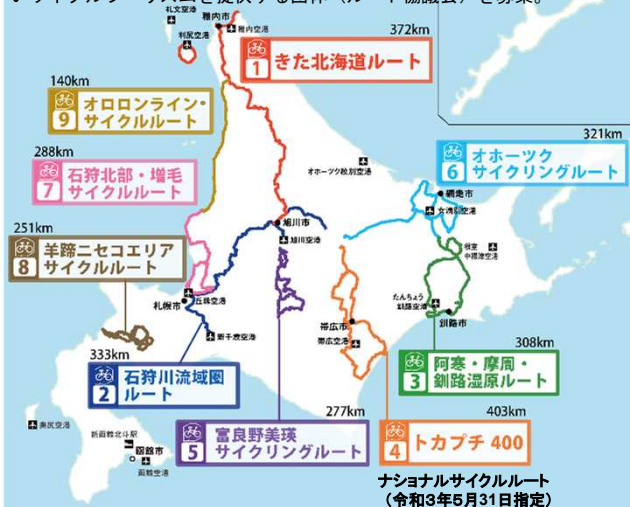 いサイクルツーリズムを提供する団体（ルート協議会）を募集。
礼文空港
稚内市
利尻空港
稚内空港
372km
1
きた北海道ルート
140km
9
オロロンライン・
サイクルルート
321km
6
オホーツク
サイクリングルート
288km
7
石狩北部・増毛
サイクルルート
オホーツク紋別空港
網走市
女満別空港
251km
8
羊蹄ニセコエリア
サイクルルート
旭川市
旭川空港
根室
中標津空港
札幌市
丘珠空港
たんちょう
釧路空港
釧路市
新千歳空港
帯広市
帯広空港
333km
2
石狩川流域圏
ルート
308km
3
阿寒・摩周・
釧路湿原ルート
277km
5
富良野美瑛
サイクリングルート
403km
4
トカプチ 400
奥尻空港
新函館北斗駅
函館市
函館空港
ナショナルサイクルルート
（令和3年5月31日指定）